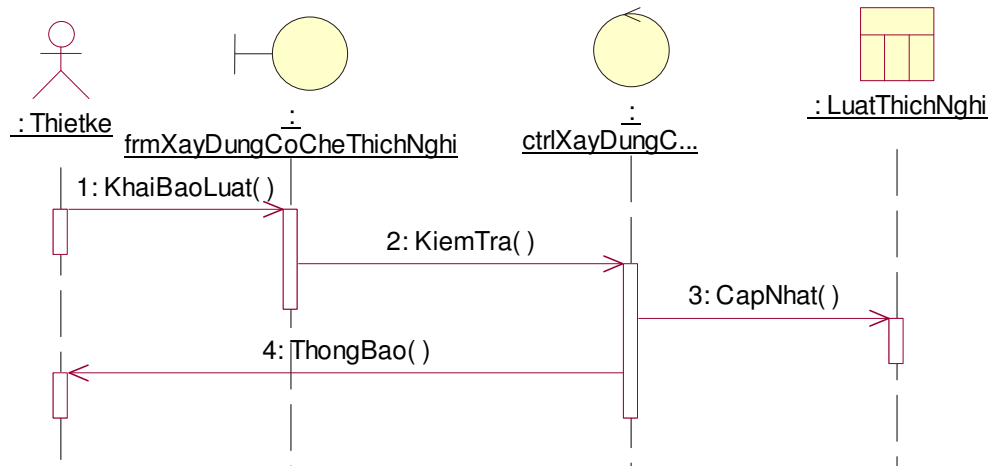 : Thietke
:
frmXayDungCoCheThichNghi
:
ctrlXayDungC...
: LuatThichNghi
1: KhaiBaoLuat( )
2: KiemTra( )
3: CapNhat( )
4: ThongBao( )